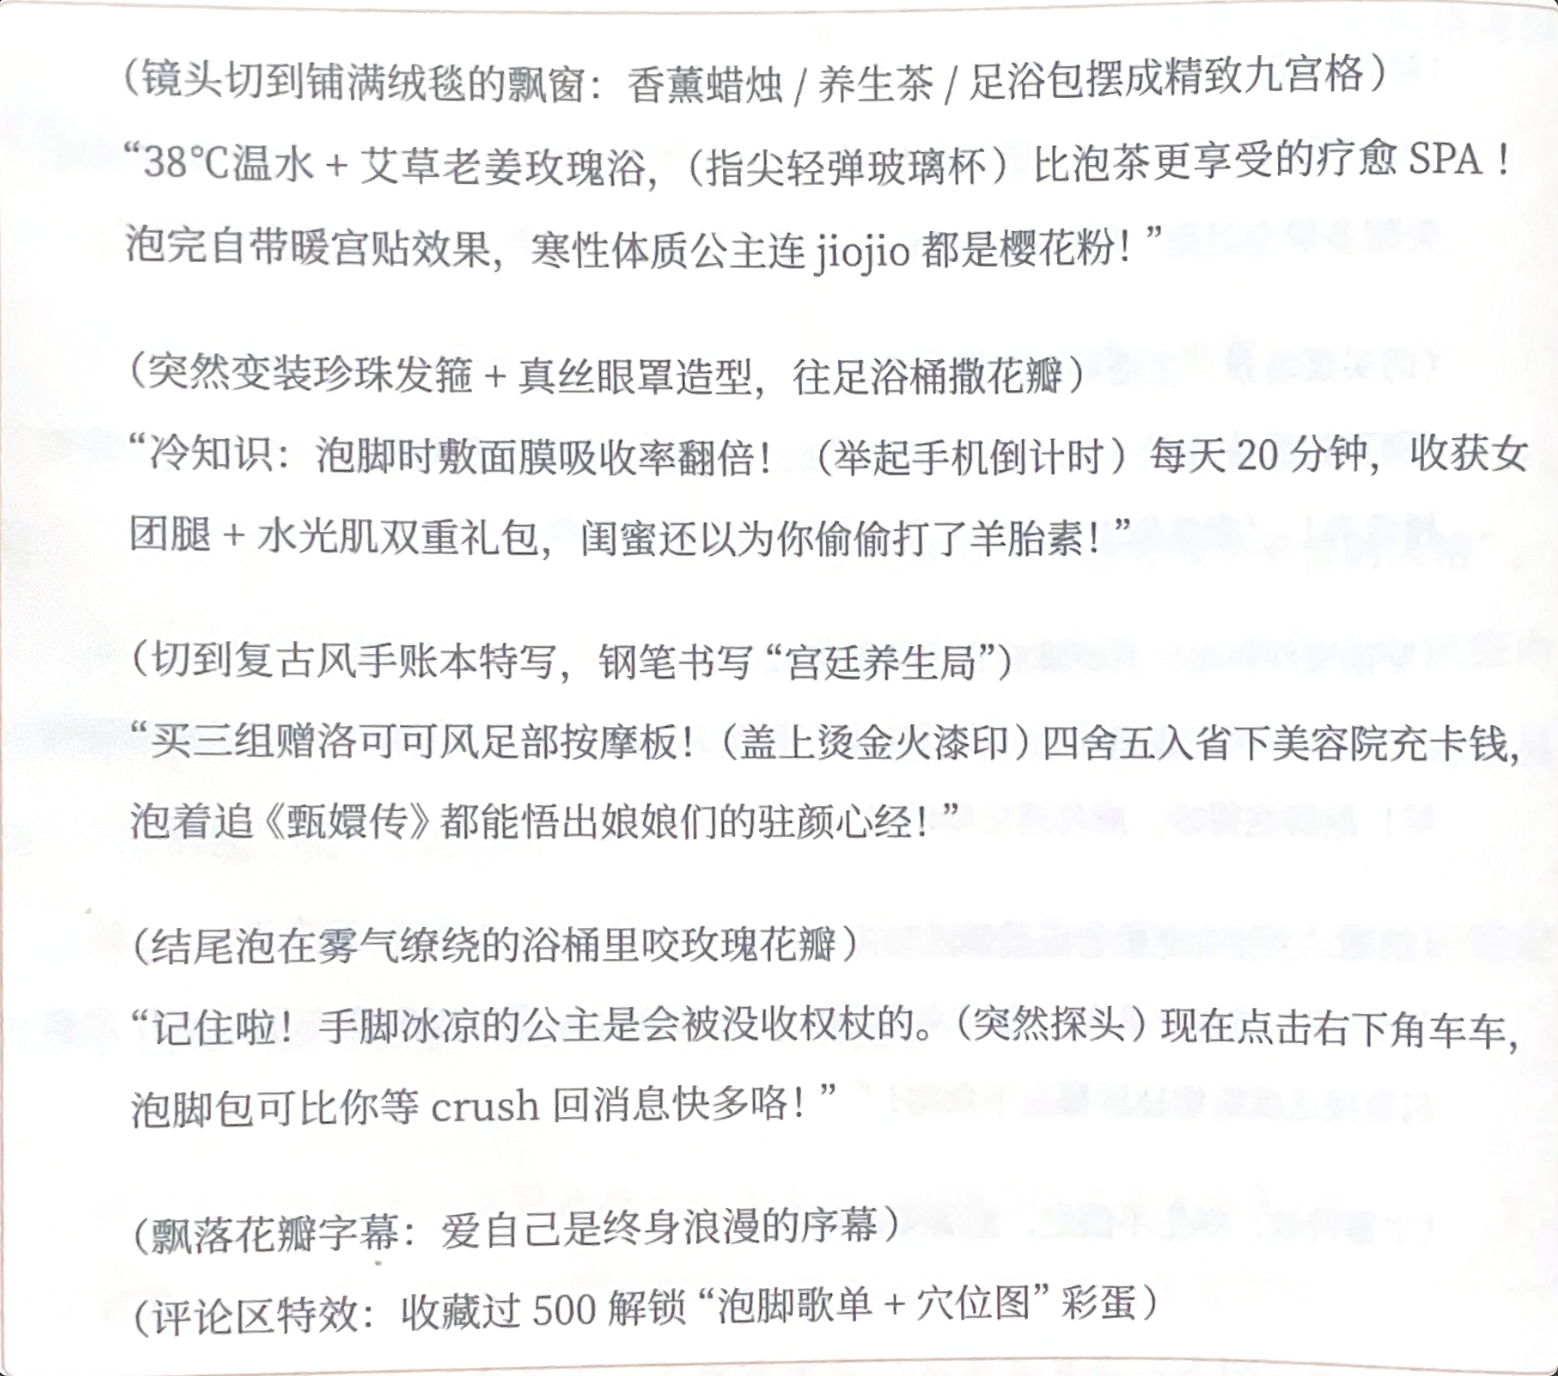 （镜头切到铺满绒毯的飘窗：香薰蜡烛 / 养生茶 / 足浴包摆成精致九宫格）
“38℃温水 + 艾草老姜玫瑰浴，（指尖轻弹玻璃杯）比泡茶更享受的疗愈 SPA！
泡完自带暖宫贴效果，寒性体质公主连 jiojio 都是樱花粉！”
（突然变装珍珠发箍 + 真丝眼罩造型，往足浴桶撒花瓣）
“冷知识：泡脚时敷面膜吸收率翻倍！（举起手机倒计时）每天 20 分钟，收获女
团腿 + 水光肌双重礼包，闺蜜还以为你偷偷打了羊胎素！”
（切到复古风手账本特写，钢笔书写 “宫廷养生局”）
“买三组赠洛可可风足部按摩板！（盖上烫金火漆印）四舍五入省下美容院充卡钱，
泡着追《甄嬛传》都能悟出娘娘们的驻颜心经！”
（结尾泡在雾气缭绕的浴桶里咬玫瑰花瓣）
“记住啦！手脚冰凉的公主是会被没收权杖的。（突然探头）现在点击右下角车车，
泡脚包可比你等 crush 回消息快多咯！”
（飘落花瓣字幕：爱自己是终身浪漫的序幕）
（评论区特效：收藏过 500 解锁 “泡脚歌单 + 穴位图” 彩蛋）